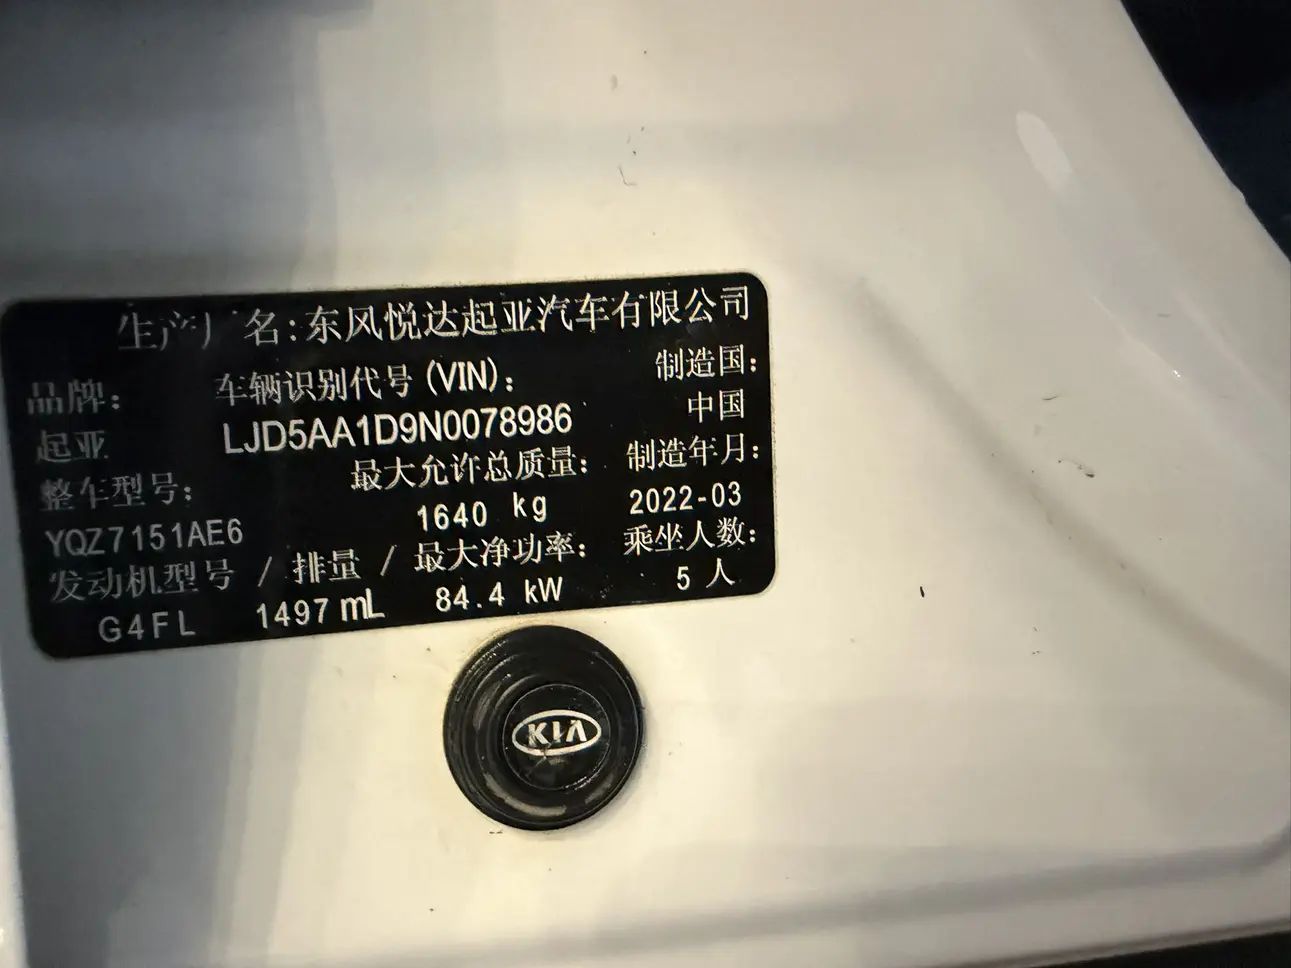 生产厂名:东风悦达起亚汽车有限公司
品牌: 车辆识别代号(VIN): 制造国:
起亚 LJD5AA1D9N0078986 中国
整车型号: 最大允许总质量: 制造年月:
YQZ7151AE6 1640 kg 2022-03
发动机型号 / 排量 / 最大净功率: 乘坐人数:
G4FL 1497mL 84.4 kW 5 人
KIA